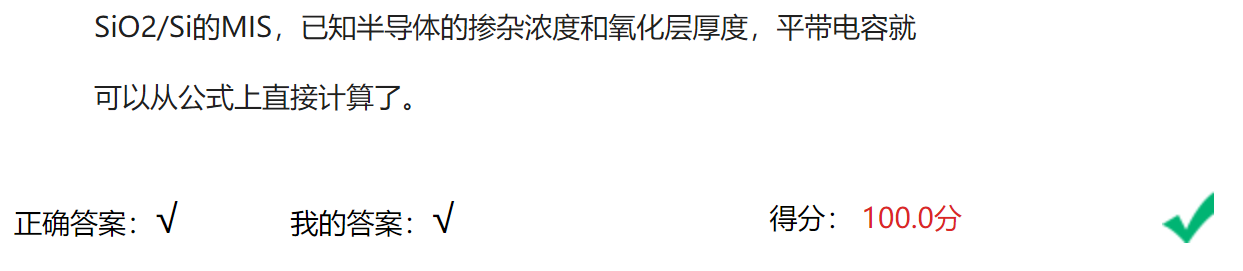 SiO2/Si的MIS，已知半导体的掺杂浓度和氧化层厚度，平带电容就
可以从公式上直接计算了。
正确答案：√ 我的答案：√ 得分： 100.0分